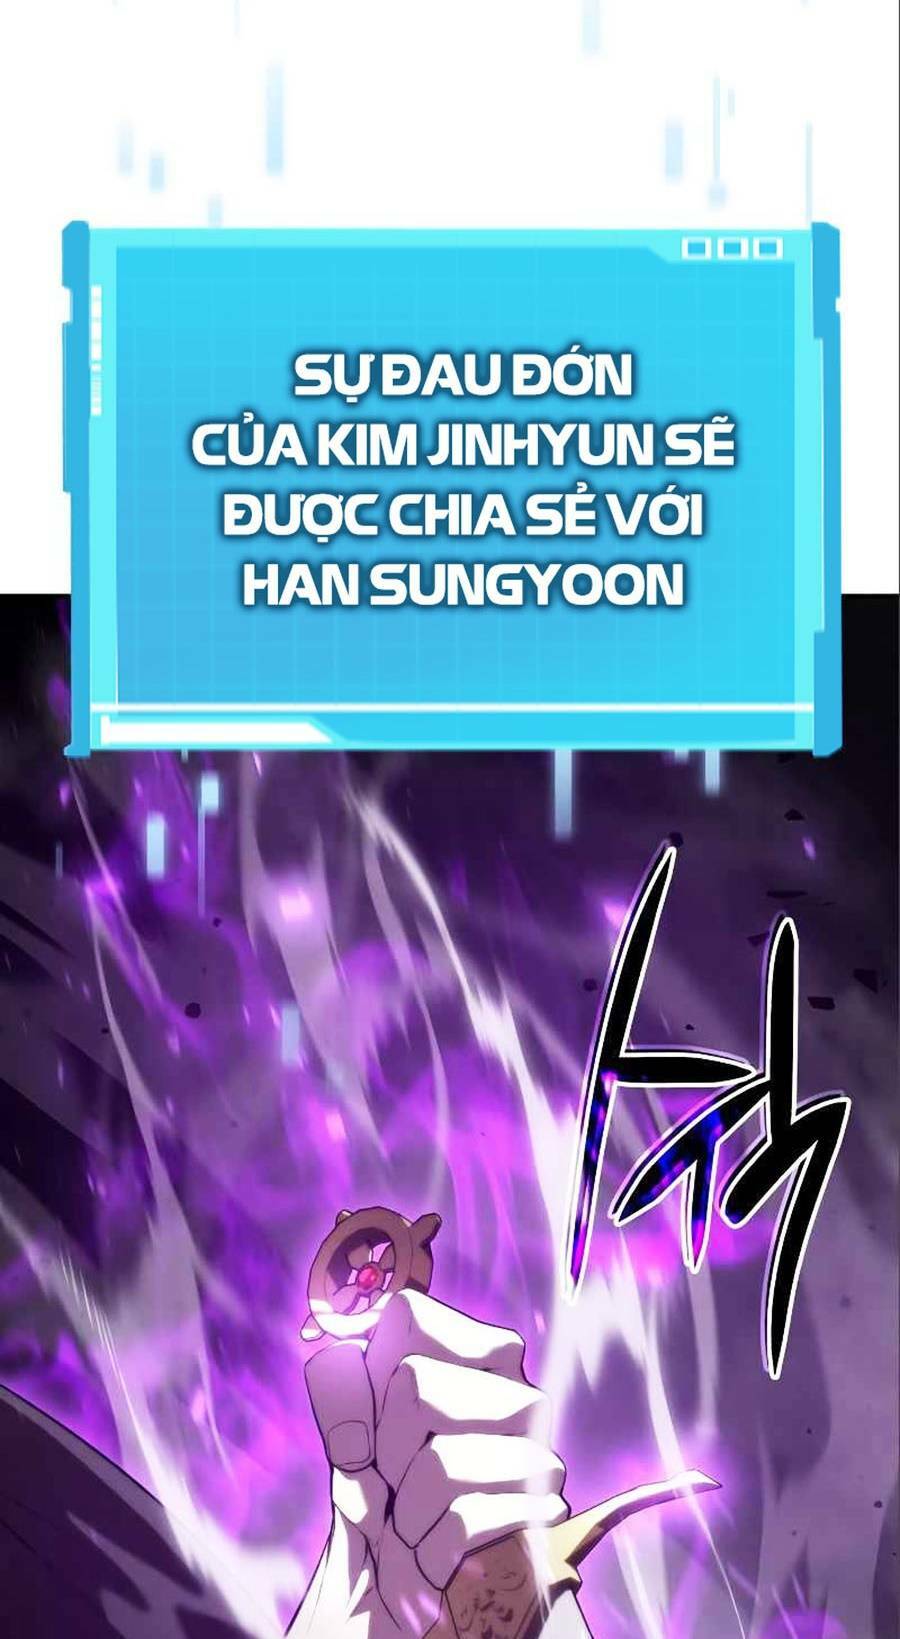 SỰ ĐAU ĐỚN
CỦA KIM JINHYUN SẼ
ĐƯỢC CHIA SẺ VỚI
HAN SUNGYOON